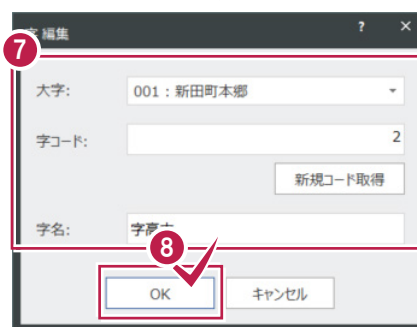 7
編集
? ×
大字: 001:新田町本郷
字コード: 2
新規コード取得
字名: 字高
8
OK キャンセル